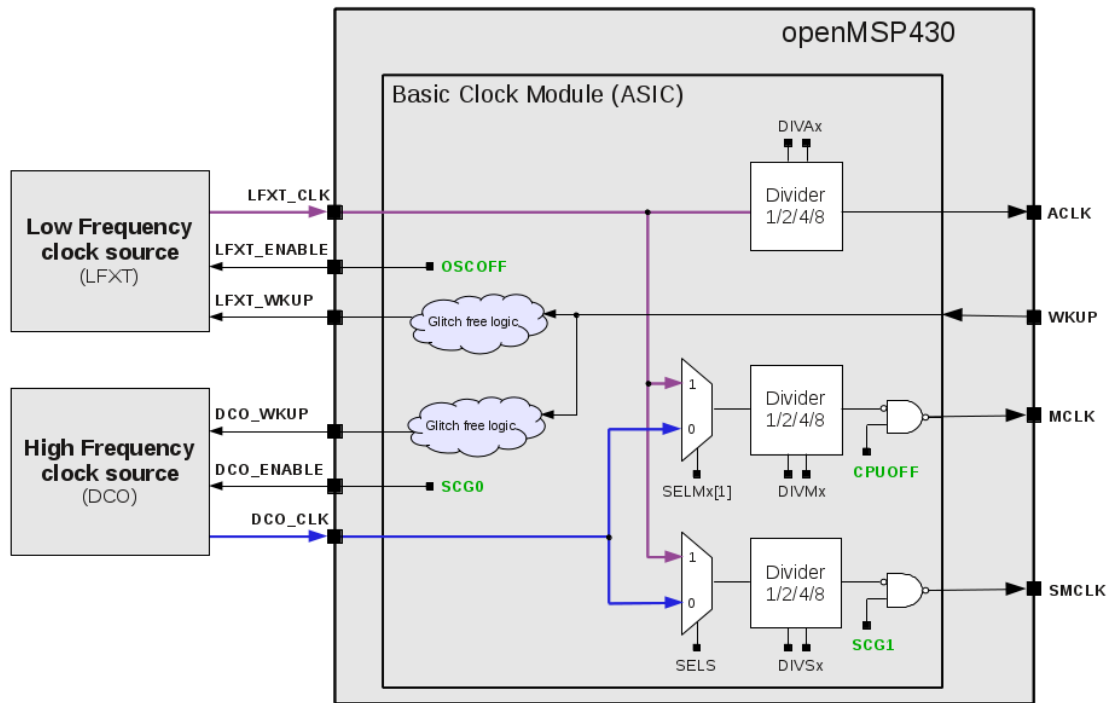 openMSP430
Basic Clock Module (ASIC)
DIVAx
LFXT_CLK
Divider
1/2/4/8
ACLK
Low Frequency
clock source
(LFXT)
LFXT_ENABLE
OSCOFF
LFXT_WKUP
Glitch free logic
WKUP
1
0
Divider
1/2/4/8
MCLK
SELMx[1]
DIVMx
CPUOFF
High Frequency
clock source
(DCO)
DCO_WKUP
Glitch free logic
DCO_ENABLE
SCG0
DCO_CLK
1
0
Divider
1/2/4/8
SMCLK
SELS
DIVSx
SCG1